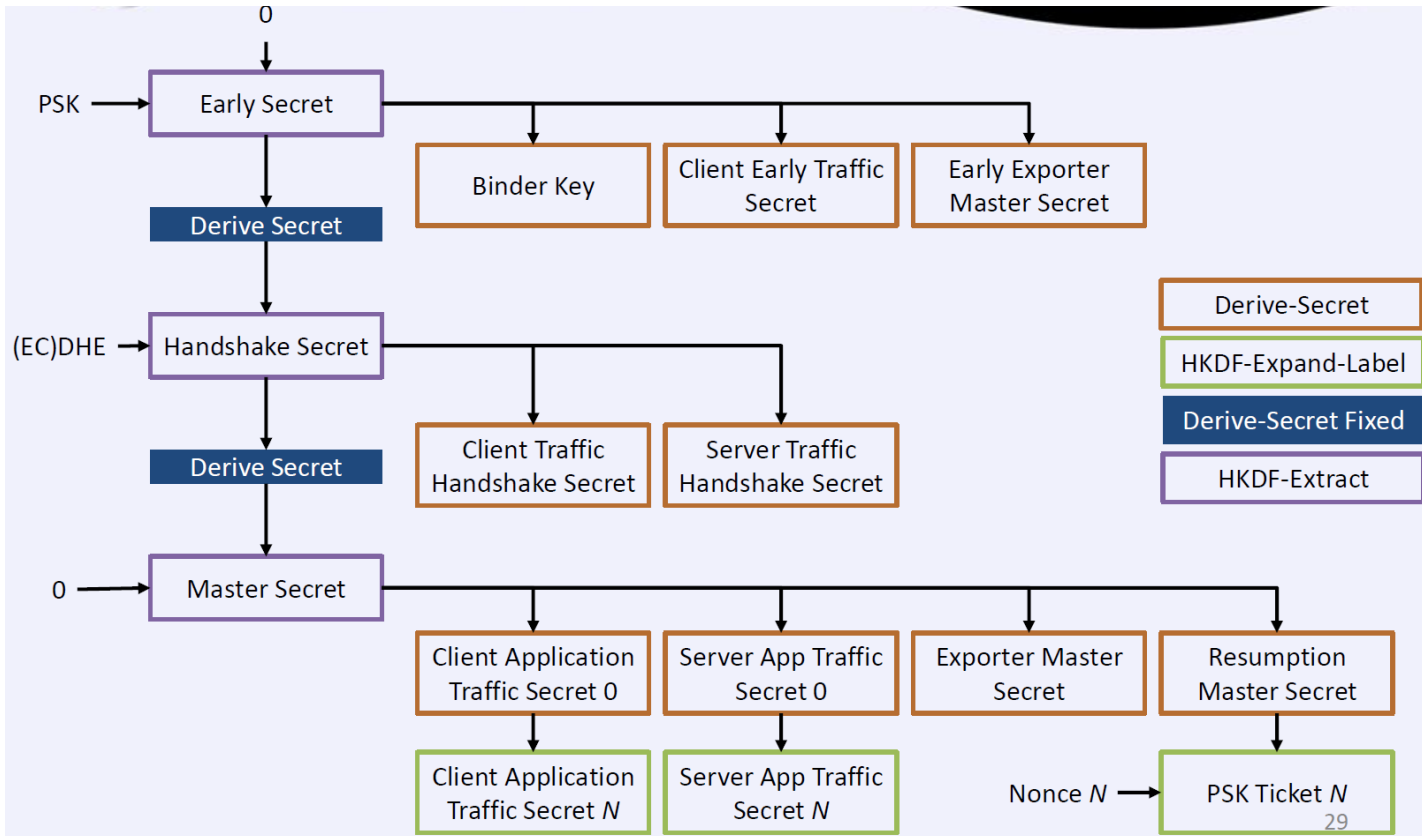 0
PSK
Early Secret
Binder Key
Client Early Traffic
Secret
Early Exporter
Master Secret
Derive Secret
(EC)DHE
Handshake Secret
Client Traffic
Handshake Secret
Server Traffic
Handshake Secret
Derive-Secret
HKDF-Expand-Label
Derive-Secret Fixed
HKDF-Extract
Derive Secret
0
Master Secret
Client Application
Traffic Secret 0
Server App Traffic
Secret 0
Exporter Master
Secret
Resumption
Master Secret
Client Application
Traffic Secret N
Server App Traffic
Secret N
Nonce N
PSK Ticket N
29